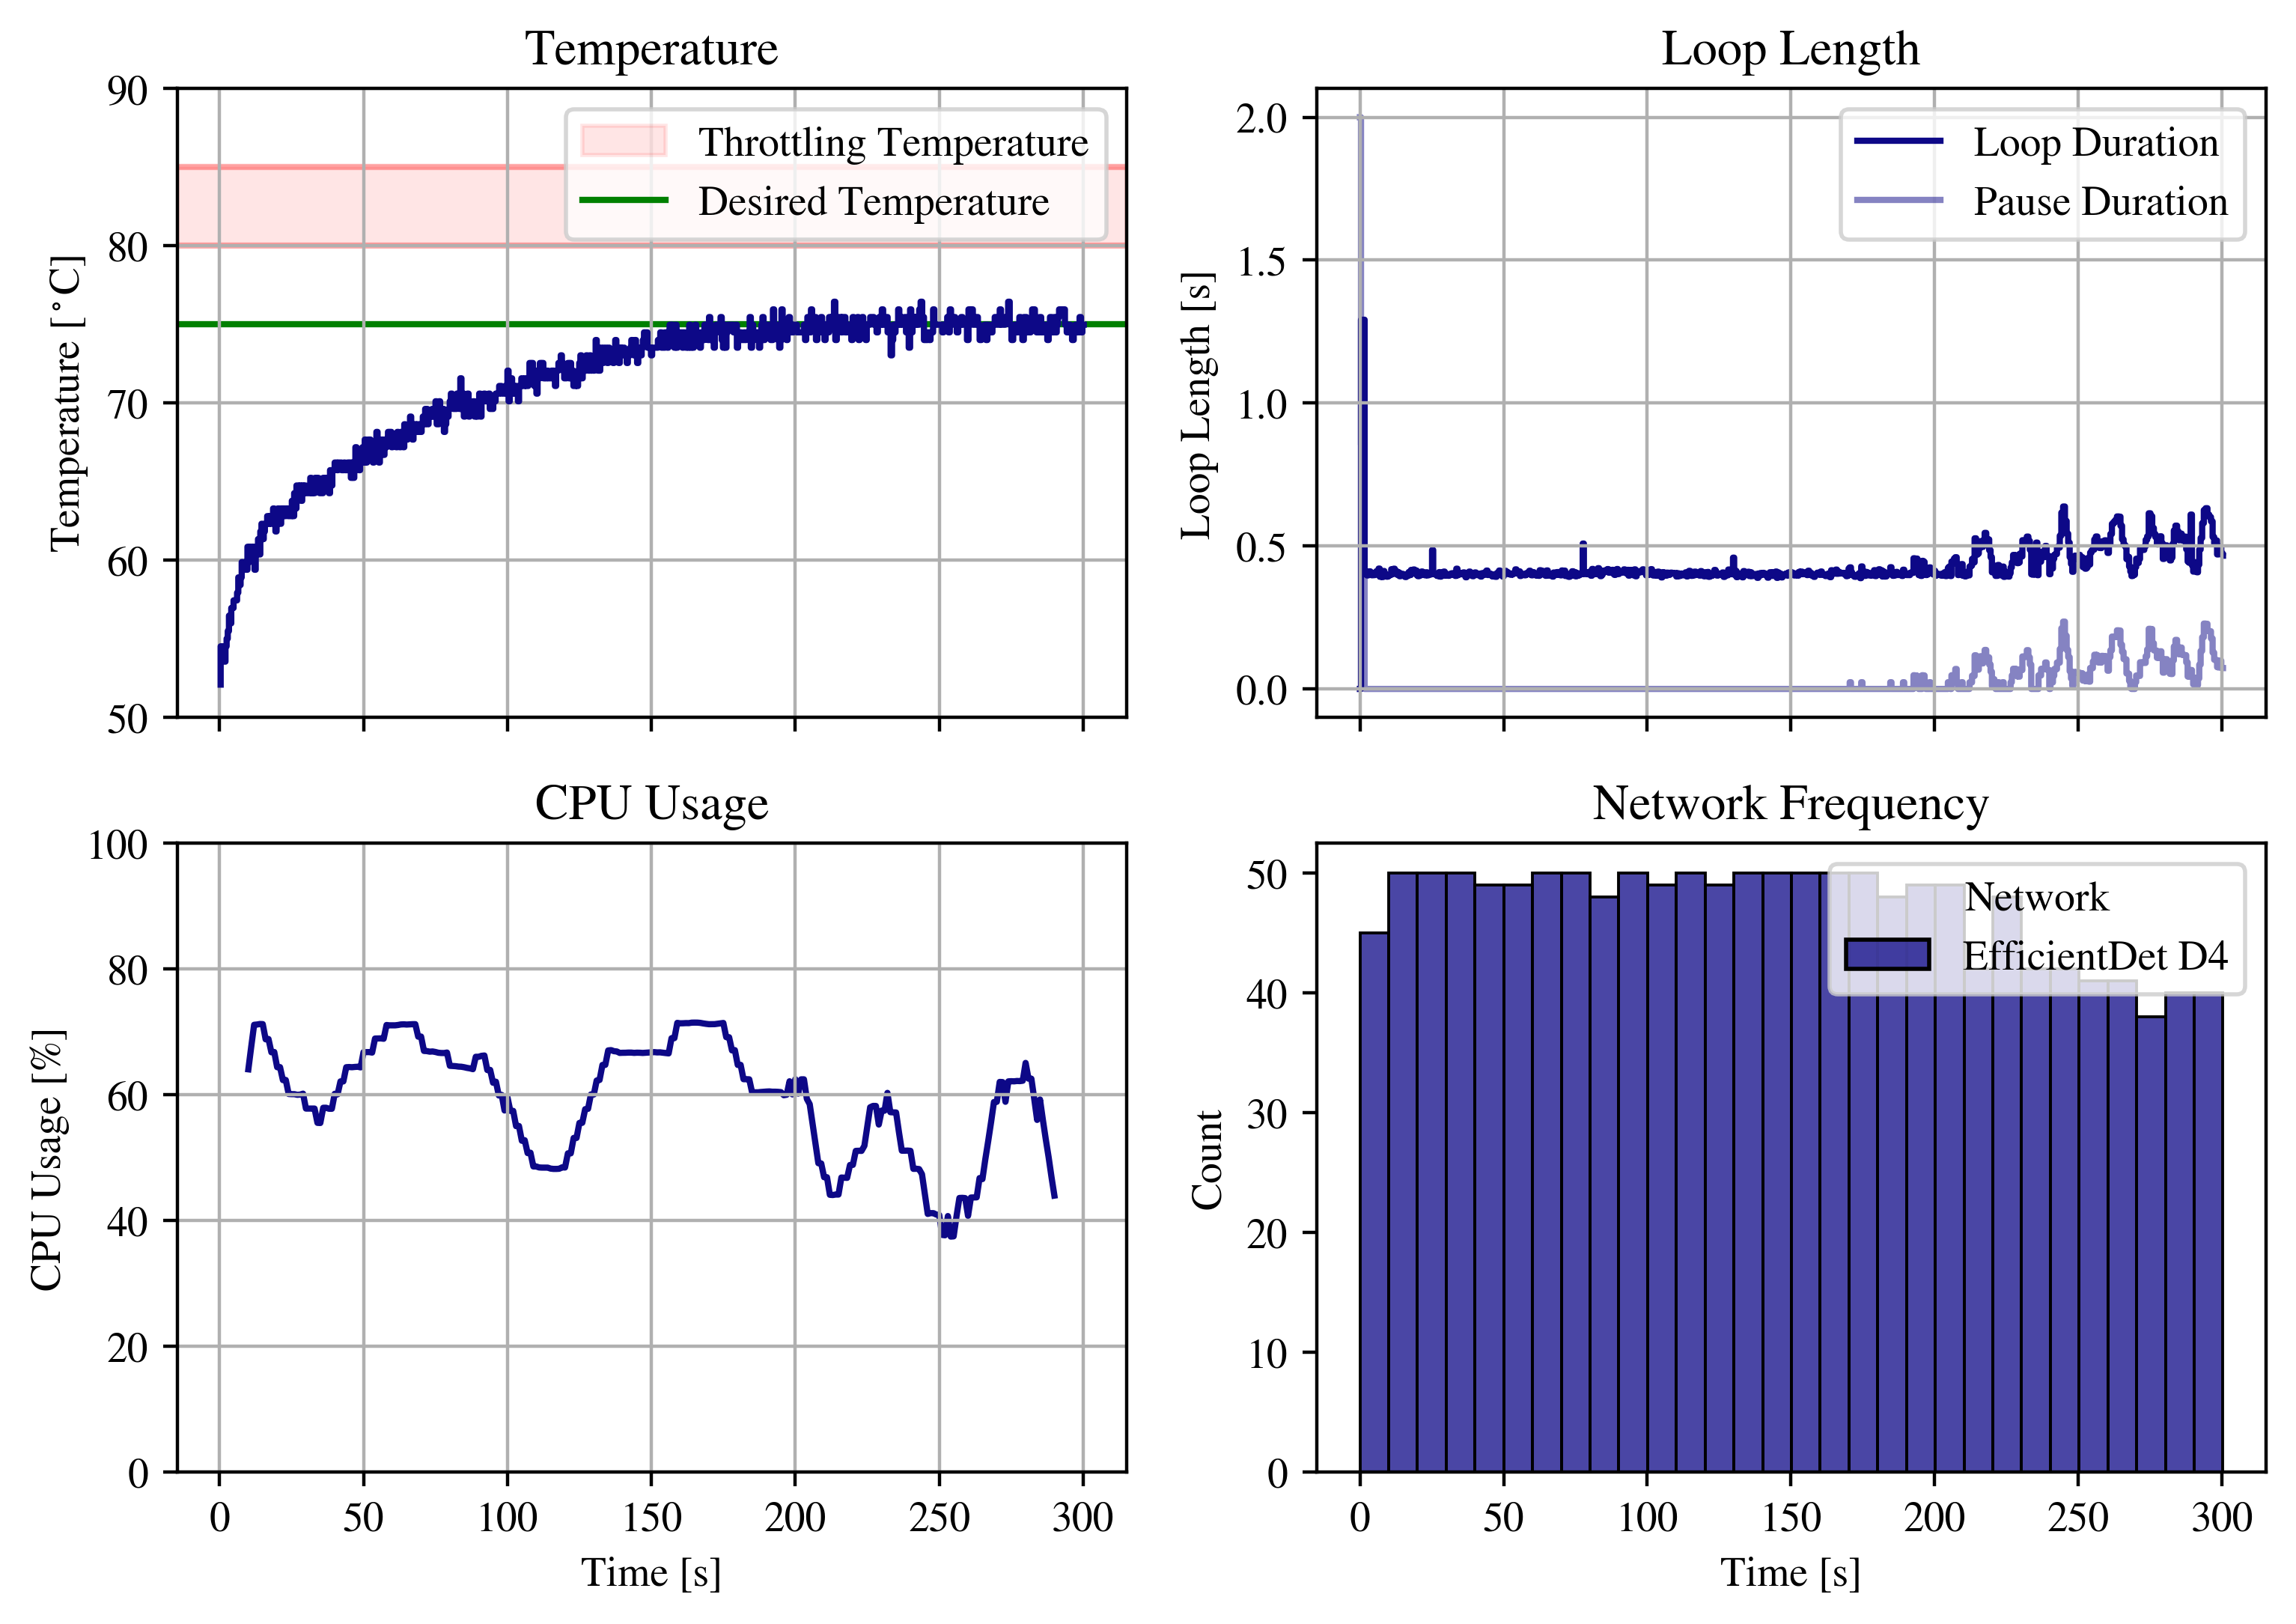 Temperature
90
80
70
60
50
Temperature [°C]
Throttling Temperature
Desired Temperature
Loop Length
2.0
1.5
1.0
0.5
0.0
Loop Length [s]
Loop Duration
Pause Duration
CPU Usage
100
80
60
40
20
0
CPU Usage [%]
0 50 100 150 200 250 300
Time [s]
Network Frequency
50
40
30
20
10
0
Count
Network
EfficientDet D4
0 50 100 150 200 250 300
Time [s]